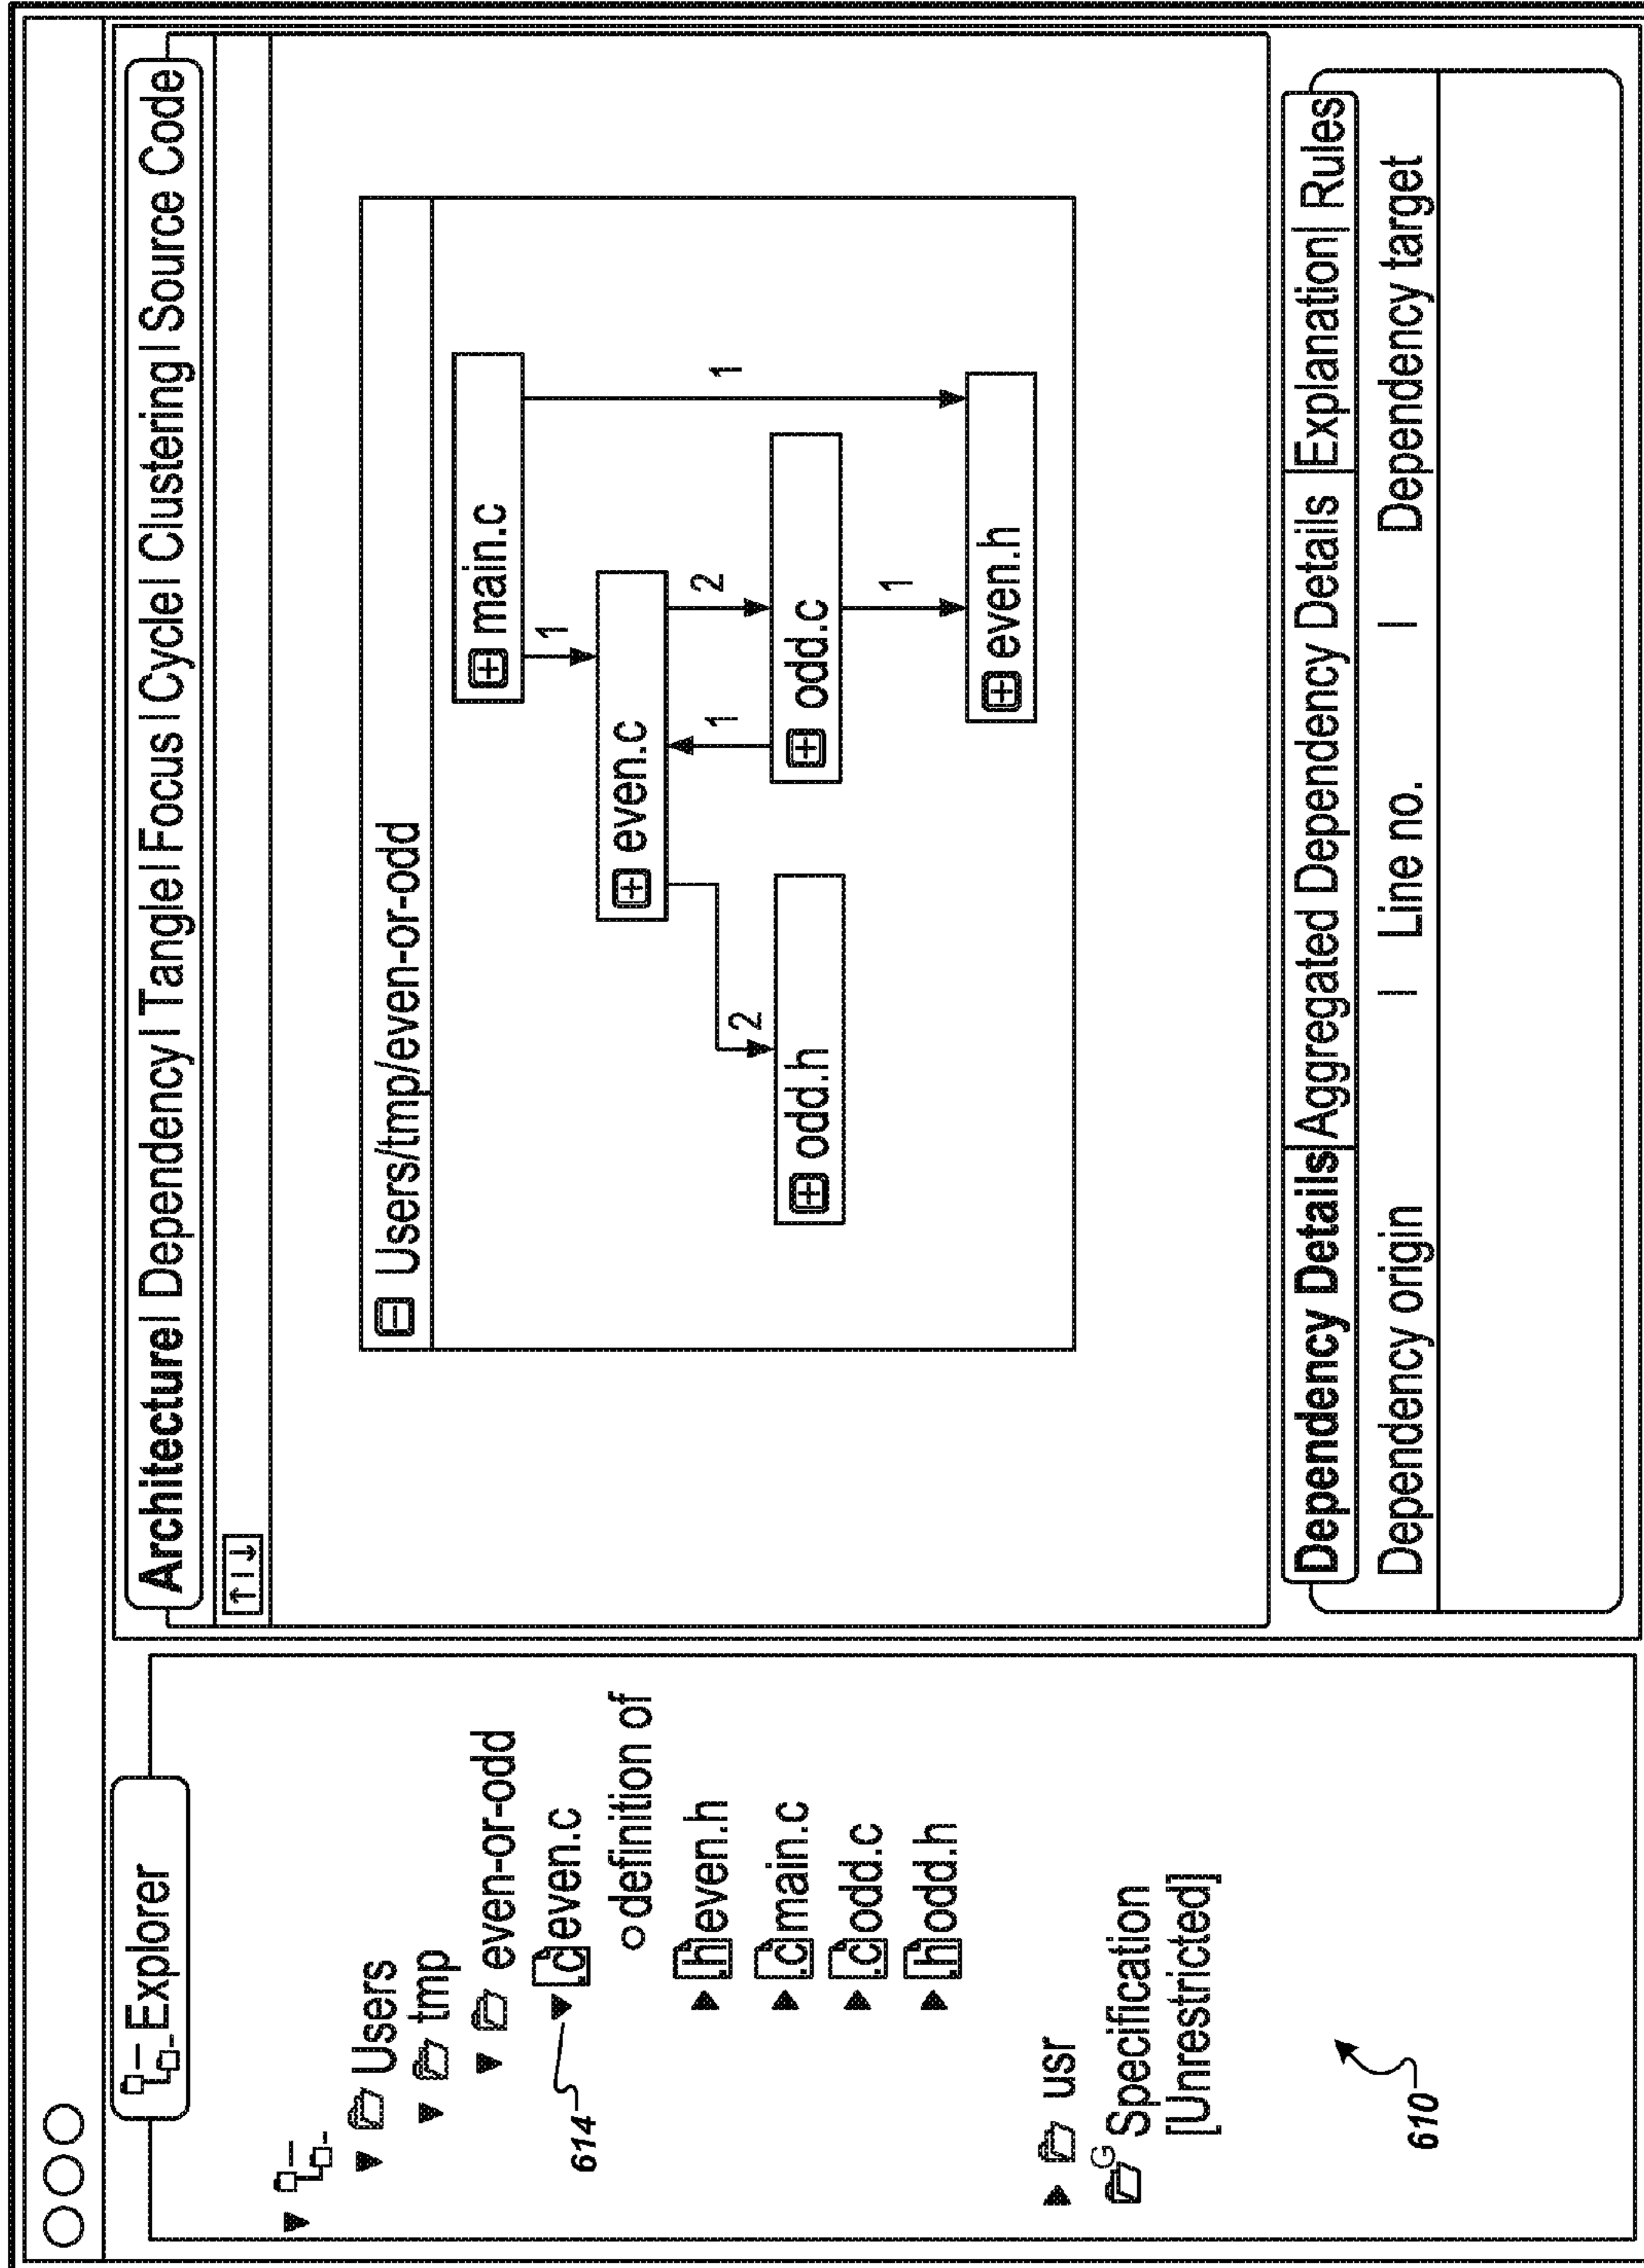 Explorer
Users
tmp
even-or-odd
.c even.c
definition of
.h even.h
.c main.c
.c odd.c
.h odd.h
614
usr
G
Specification
[Unrestricted]
610
Architecture| Dependency | Tangle | Focus | Cycle | Clustering | Source Code
Users/tmp/even-or-odd
main.c
1
1
even.c
1
2
2
odd.h
odd.c
1
even.h
Dependency Details| Aggregated Dependency Details |Explanation| Rules
Dependency origin | Line no. | Dependency target